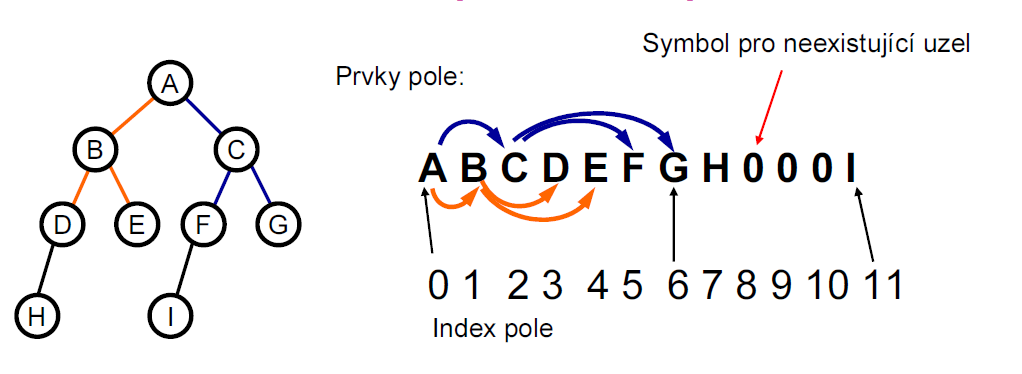 Symbol pro neexistující uzel
Prvky pole:
A
B C
D E F G
H I
A B C D E F G H 0 0 0 I
0 1 2 3 4 5 6 7 8 9 10 11
Index pole